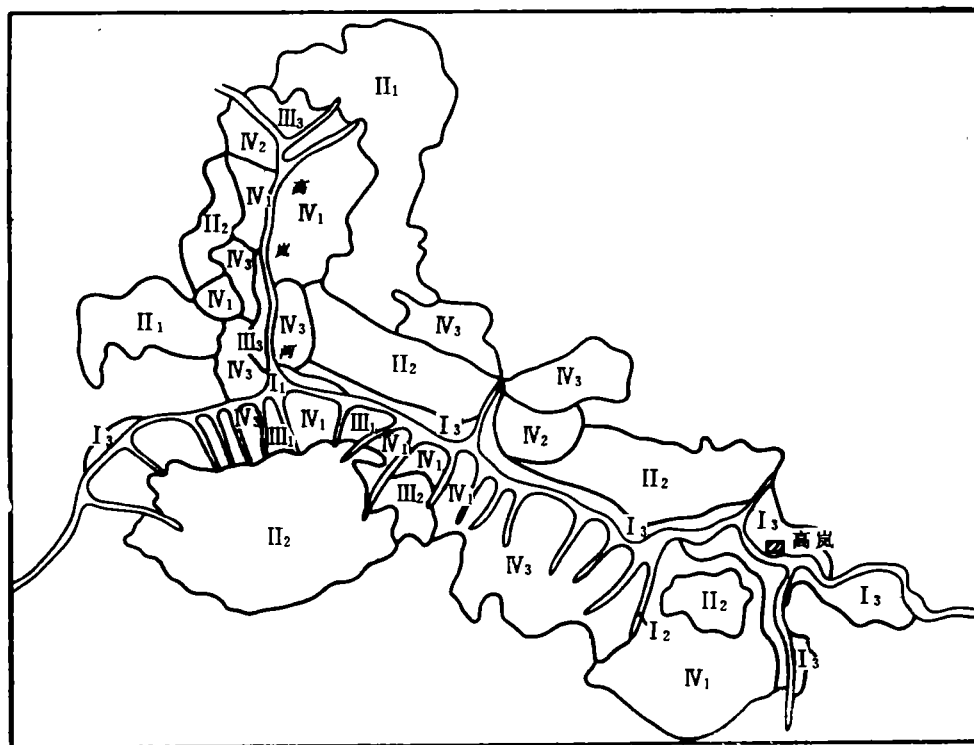 II₁
III₃
IV₂
高
IV₁
IV₁
II₂
岚
IV₃
IV₁
II₁
IV₃
III₃
IV₃
河
II₂
IV₃
IV₃
I₁
I₃
IV₃
III₁
IV₁
III₁
I₃
IV₂
IV₁
IV₁
III₂
IV₁
II₂
II₂
I₃
I₃
高岚
IV₃
I₃
II₂
I₂
I₃
IV₁